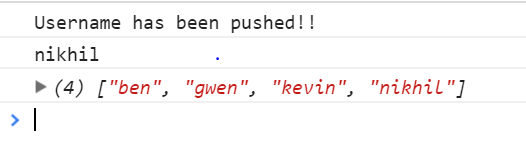 Username has been pushed!!
nikhil
(4) ["ben", "gwen", "kevin", "nikhil"]